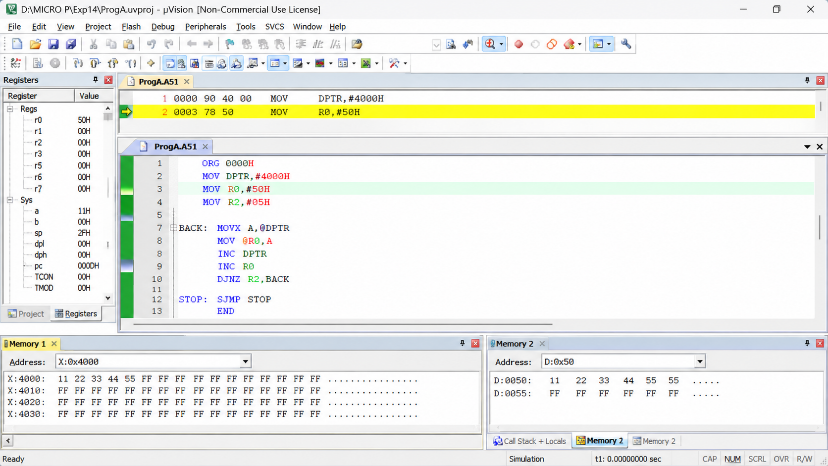 D:\MICRO P\Exp14\ProgA.uvproj - µVision [Non-Commercial Use License]
File Edit View Project Flash Debug Peripherals Tools SVCS Window Help
Registers
Register Value
Regs
r0 50H
r1 00H
r2 00H
r3 00H
r5 00H
r6 00H
r7 00H
Sys
a 11H
b 00H
sp 2FH
dpl 00H
dph 00H
pc 000DH
TCON 00H
TMOD 00H
Project Registers
ProgA.A51
1 0000 90 40 00 MOV DPTR,#4000H
2 0003 78 50 MOV R0,#50H
ProgA.A51
1 ORG 0000H
2 MOV DPTR,#4000H
3 MOV R0,#50H
4 MOV R2,#05H
5
7 BACK: MOVX A,@DPTR
8 MOV @R0,A
8 INC DPTR
9 INC R0
10 DJNZ R2,BACK
11
12 STOP: SJMP STOP
13 END
Memory 1
Address: X:0x4000
X:4000: 11 22 33 44 55 FF FF FF FF FF FF FF FF FF FF FF ................
X:4010: FF FF FF FF FF FF FF FF FF FF FF FF FF FF FF FF ................
X:4020: FF FF FF FF FF FF FF FF FF FF FF FF FF FF FF FF ................
X:4030: FF FF FF FF FF FF FF FF FF FF FF FF FF FF FF FF ................
Memory 2
Address: D:0x50
D:0050: 11 22 33 44 55 55 .....
D:0055: FF FF FF FF FF FF .....
Call Stack + Locals Memory 2 Memory 2
Ready Simulation t1: 0.00000000 sec CAP NUM SCRL OVR R/W